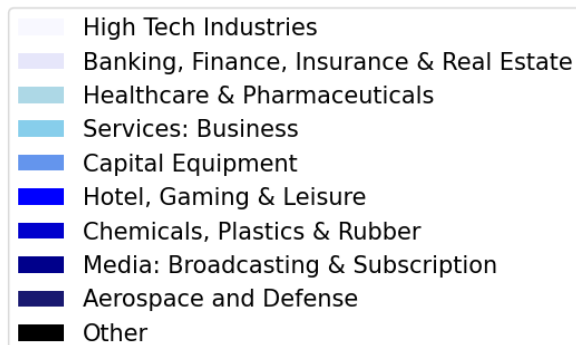 High Tech Industries
Banking, Finance, Insurance & Real Estate
Healthcare & Pharmaceuticals
Services: Business
Capital Equipment
Hotel, Gaming & Leisure
Chemicals, Plastics & Rubber
Media: Broadcasting & Subscription
Aerospace and Defense
Other